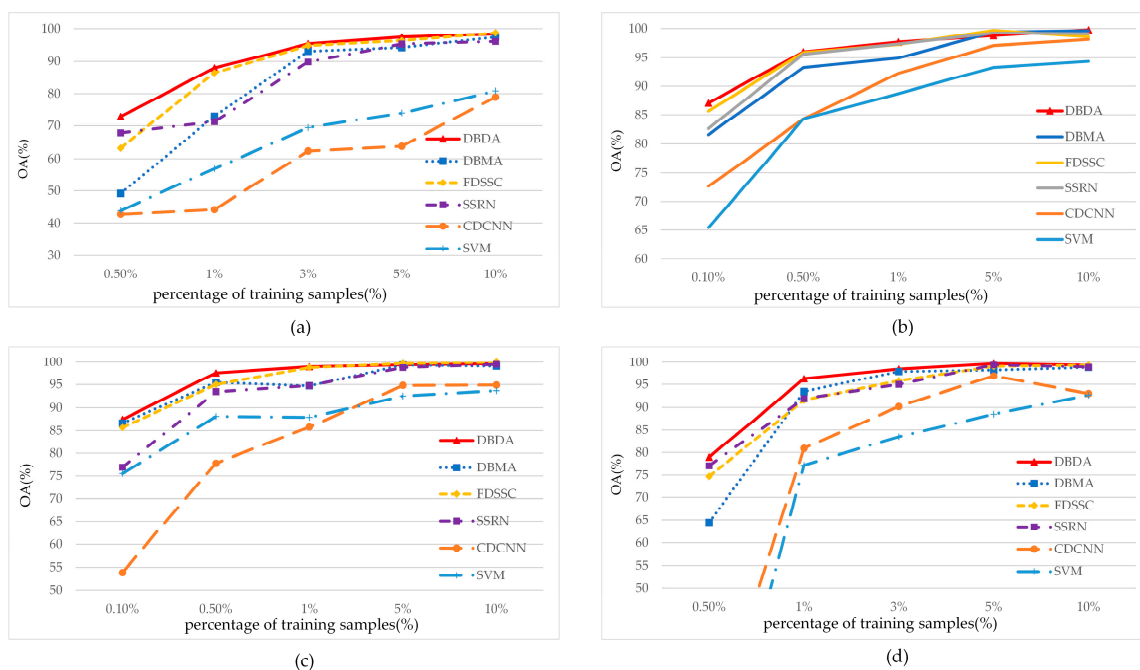 100
90
80
70
60
50
40
30
OA(%)
DBDA
DBMA
FDSSC
SSRN
CDCNN
SVM
0.50% 1% 3% 5% 10%
percentage of training samples(%)
(a)
100
95
90
85
80
75
70
65
60
OA(%)
DBDA
DBMA
FDSSC
SSRN
CDCNN
SVM
0.10% 0.50% 1% 5% 10%
percentage of training samples(%)
(b)
100
95
90
85
80
75
70
65
60
55
50
OA(%)
DBDA
DBMA
FDSSC
SSRN
CDCNN
SVM
0.10% 0.50% 1% 5% 10%
percentage of training samples(%)
(c)
100
95
90
85
80
75
70
65
60
55
50
OA(%)
DBDA
DBMA
FDSSC
SSRN
CDCNN
SVM
0.50% 1% 3% 5% 10%
percentage of training samples(%)
(d)